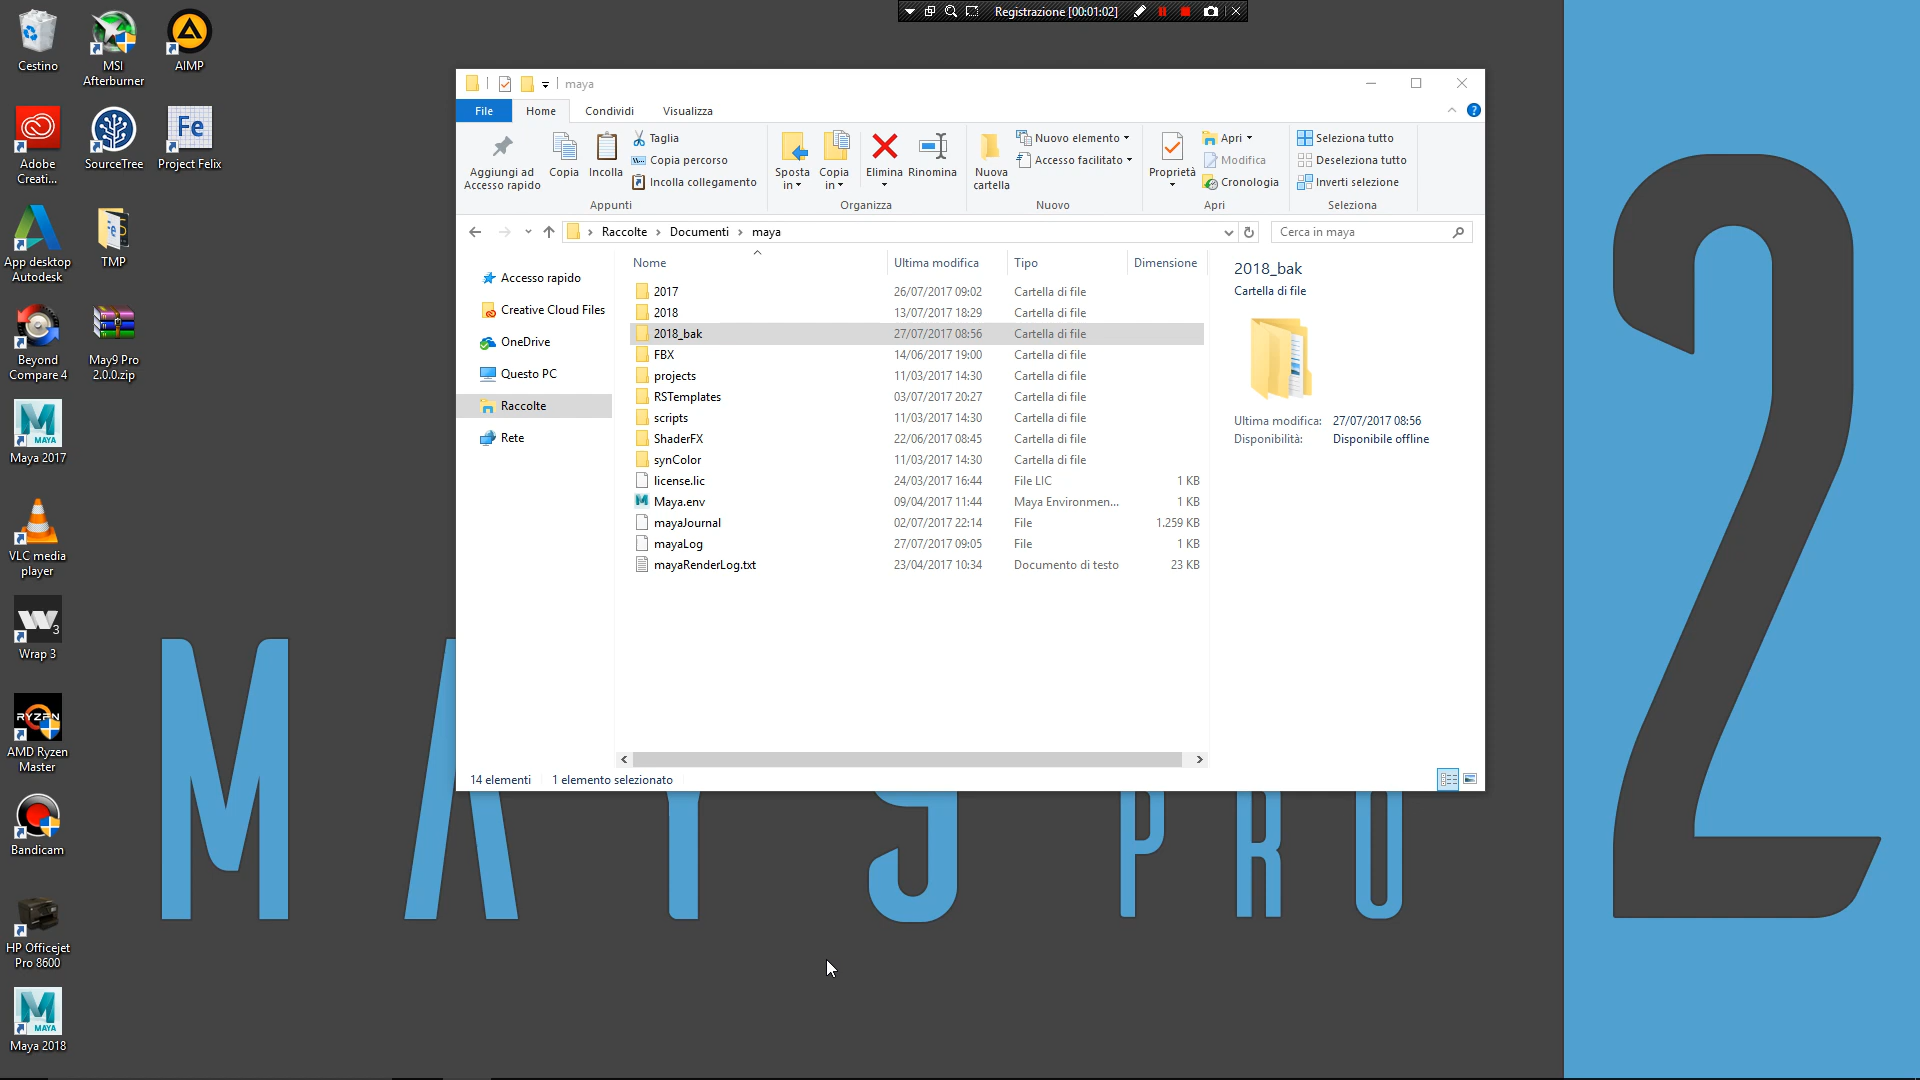 Registrazione [00:01:02]
Cestino
MSI
Afterburner
AIMP
Adobe
Creati...
SourceTree
Fe
Project Felix
App desktop
Autodesk
TMP
Beyond
Compare 4
May9 Pro
2.0.0.zip
MAYA
Maya 2017
VLC media
player
W 3
Wrap 3
RYZEN
AMD Ryzen
Master
Bandicam
HP Officejet
Pro 8600
MAYA
Maya 2018
maya
File
Home
Condividi
Visualizza
Aggiungi ad
Accesso rapido
Copia
Incolla
Taglia
Copia percorso
Incolla collegamento
Appunti
Sposta
in
Copia
in
Elimina
Rinomina
Organizza
Nuova
cartella
Nuovo elemento
Accesso facilitato
Nuovo
Proprietà
Apri
Modifica
Cronologia
Apri
Seleziona tutto
Deseleziona tutto
Inverti selezione
Seleziona
Raccolte > Documenti > maya
Cerca in maya
Accesso rapido
Creative Cloud Files
OneDrive
Questo PC
Raccolte
Rete
Nome Ultima modifica Tipo Dimensione
2017 26/07/2017 09:02 Cartella di file
2018 13/07/2017 18:29 Cartella di file
2018_bak 27/07/2017 08:56 Cartella di file
FBX 14/06/2017 19:00 Cartella di file
projects 11/03/2017 14:30 Cartella di file
RSTemplates 03/07/2017 20:27 Cartella di file
scripts 11/03/2017 14:30 Cartella di file
ShaderFX 22/06/2017 08:45 Cartella di file
synColor 11/03/2017 14:30 Cartella di file
license.lic 24/03/2017 16:44 File LIC 1 KB
Maya.env 09/04/2017 11:44 Maya Environmen... 1 KB
mayaJournal 02/07/2017 22:14 File 1.259 KB
mayaLog 27/07/2017 09:05 File 1 KB
mayaRenderLog.txt 23/04/2017 10:34 Documento di testo 23 KB
2018_bak
Cartella di file
Ultima modifica: 27/07/2017 08:56
Disponibilità: Disponibile offline
14 elementi 1 elemento selezionato
MAY9 PRO
2